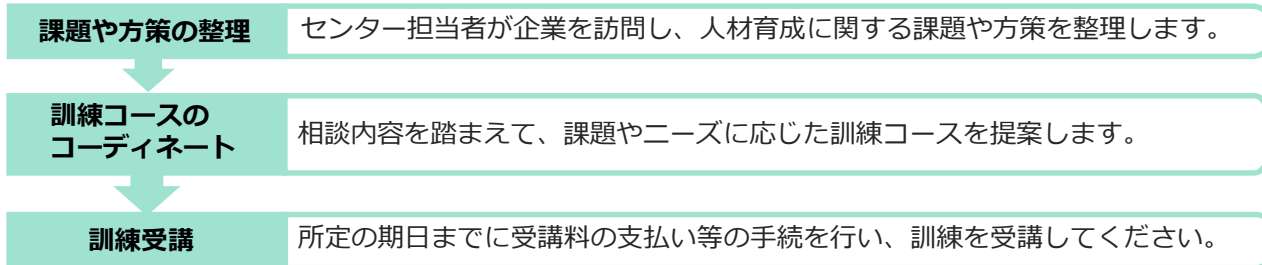 課題や方策の整理
センター担当者が企業を訪問し、人材育成に関する課題や方策を整理します。
訓練コースの
コーディネート
相談内容を踏まえて、課題やニーズに応じた訓練コースを提案します。
訓練受講
所定の期日までに受講料の支払い等の手続を行い、訓練を受講してください。